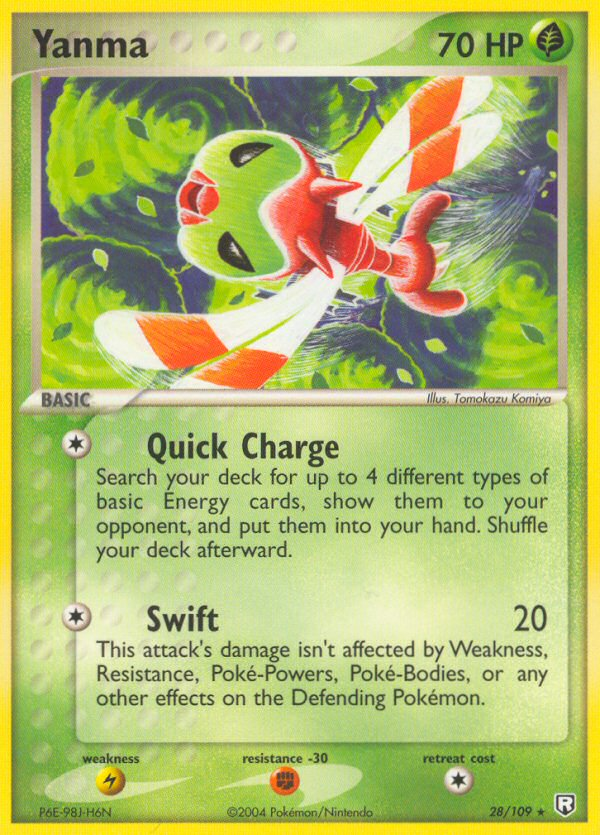 Yanma 70 HP
BASIC
Illus. Tomokazu Komiya
Quick Charge
Search your deck for up to 4 different types of
basic Energy cards, show them to your
opponent, and put them into your hand. Shuffle
your deck afterward.
Swift 20
This attack's damage isn't affected by Weakness,
Resistance, Poké-Powers, Poké-Bodies, or any
other effects on the Defending Pokémon.
weakness resistance -30 retreat cost
P6E-98J-H6N ©2004 Pokémon/Nintendo 28/109 ★ R